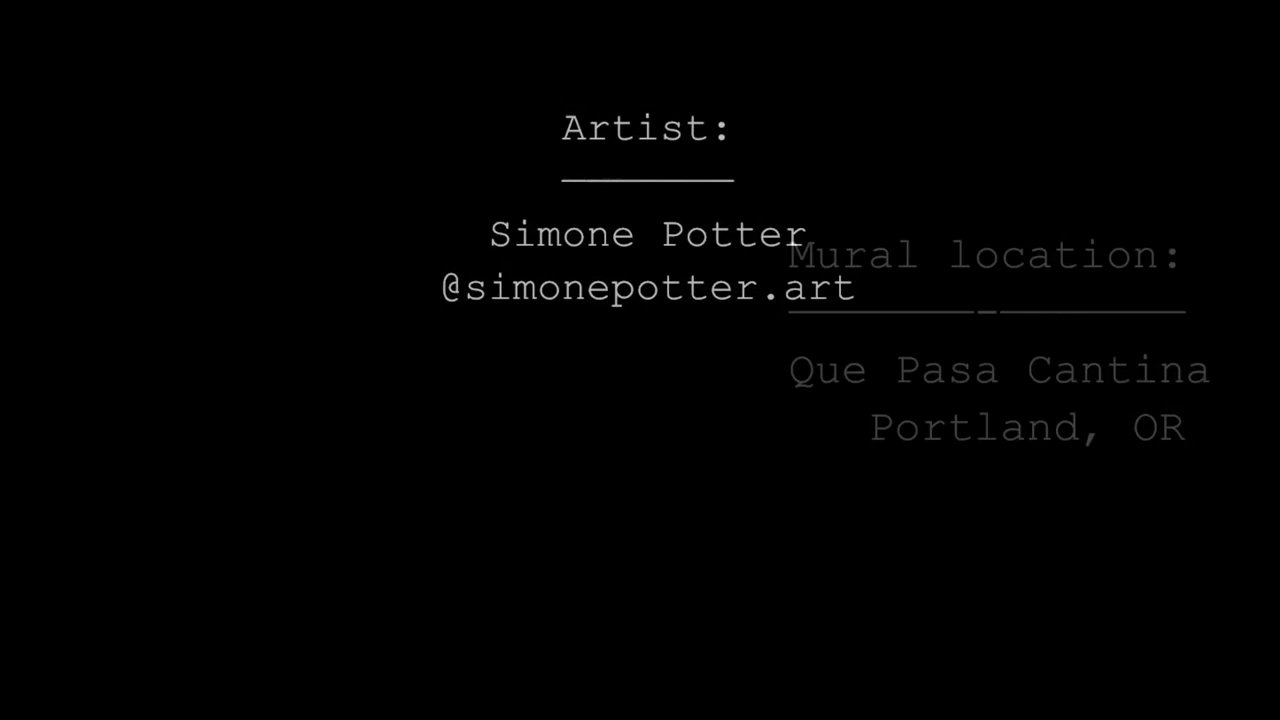 Artist:
Simone Potter
@simonepotter.art
Mural location:
Que Pasa Cantina
Portland, OR